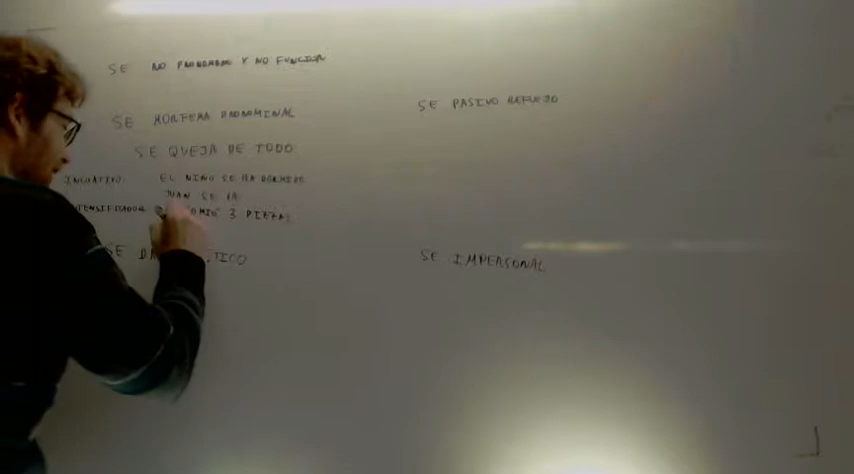 SE NO PRONOMBRE Y NO FUNCIÓN
SE MORFEMA PRONOMINAL
SE QUEJA DE TODO
INCOATIVO: EL NIÑO SE HA DORMIDO
JUAN SE VA
INTENSIFICADOR COMIÓ 3 PIEZAS
SE
SE PASIVO REFLEJO
SE IMPERSONAL